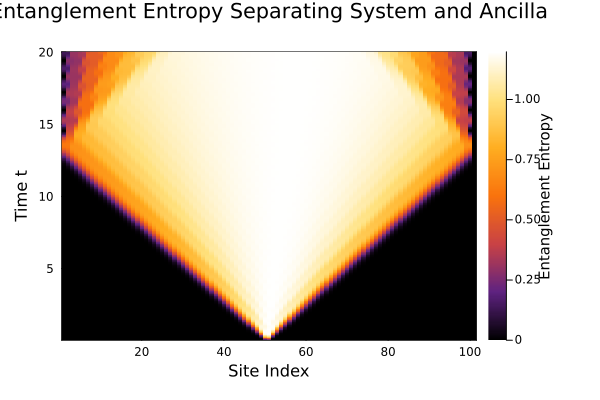 Entanglement Entropy Separating System and Ancilla
20
15
10
5
Time t
20 40 60 80 100
Site Index
1.00
0.75
0.50
0.25
0
Entanglement Entropy